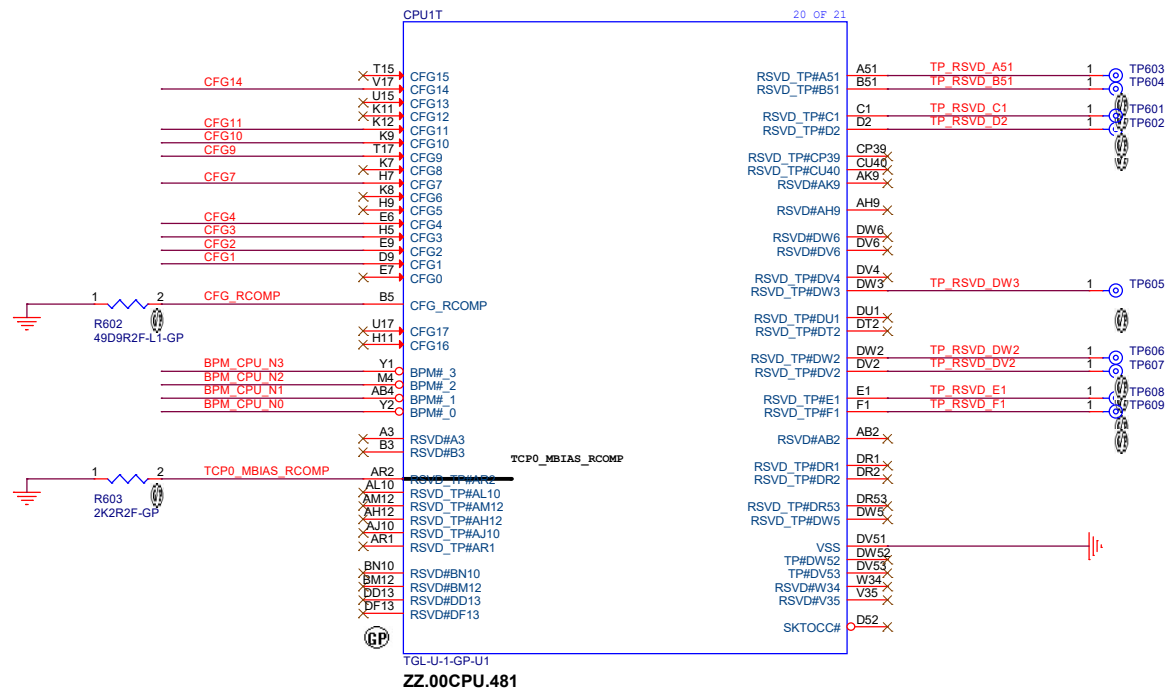 CPU1T 20 OF 21
T15 CFG15
CFG14 V17 CFG14
U15 CFG13
K11 CFG12
CFG11 K12 CFG11
CFG10 K9 CFG10
CFG9 T17 CFG9
K7 CFG8
CFG7 H7 CFG7
K8 CFG6
H9 CFG5
CFG4 E6 CFG4
CFG3 H5 CFG3
CFG2 E9 CFG2
CFG1 D9 CFG1
E7 CFG0
1 2 CFG_RCOMP B5 CFG_RCOMP
R602
49D9R2F-L1-GP
U17 CFG17
H11 CFG16
BPM_CPU_N3 Y1 BPM#_3
BPM_CPU_N2 M4 BPM#_2
BPM_CPU_N1 AB4 BPM#_1
BPM_CPU_N0 Y2 BPM#_0
A3 RSVD#A3
B3 RSVD#B3
TCP0_MBIAS_RCOMP
1 2 TCP0_MBIAS_RCOMP AR2 RSVD_TP#AR2
R603
2K2R2F-GP
AL10 RSVD_TP#AL10
AM12 RSVD_TP#AM12
AH12 RSVD_TP#AH12
AJ10 RSVD_TP#AJ10
AR1 RSVD_TP#AR1
BN10 RSVD#BN10
BM12 RSVD#BM12
DD13 RSVD#DD13
DF13 RSVD#DF13
GP
RSVD_TP#A51 A51 TP_RSVD_A51 1 TP603
RSVD_TP#B51 B51 TP_RSVD_B51 1 TP604
RSVD_TP#C1 C1 TP_RSVD_C1 1 TP601
RSVD_TP#D2 D2 TP_RSVD_D2 1 TP602
RSVD_TP#CP39 CP39
RSVD_TP#CU40 CU40
RSVD#AK9 AK9
RSVD#AH9 AH9
RSVD#DW6 DW6
RSVD#DV6 DV6
RSVD_TP#DV4 DV4
RSVD_TP#DW3 DW3 TP_RSVD_DW3 1 TP605
RSVD_TP#DU1 DU1
RSVD_TP#DT2 DT2
RSVD_TP#DW2 DW2 TP_RSVD_DW2 1 TP606
RSVD_TP#DV2 DV2 TP_RSVD_DV2 1 TP607
RSVD_TP#E1 E1 TP_RSVD_E1 1 TP608
RSVD_TP#F1 F1 TP_RSVD_F1 1 TP609
RSVD#AB2 AB2
RSVD_TP#DR1 DR1
RSVD_TP#DR2 DR2
RSVD_TP#DR53 DR53
RSVD_TP#DW5 DW5
VSS DV51
TP#DW52 DW52
TP#DV53 DV53
RSVD#W34 W34
RSVD#V35 V35
SKTOCC# D52
TGL-U-1-GP-U1
ZZ.00CPU.481